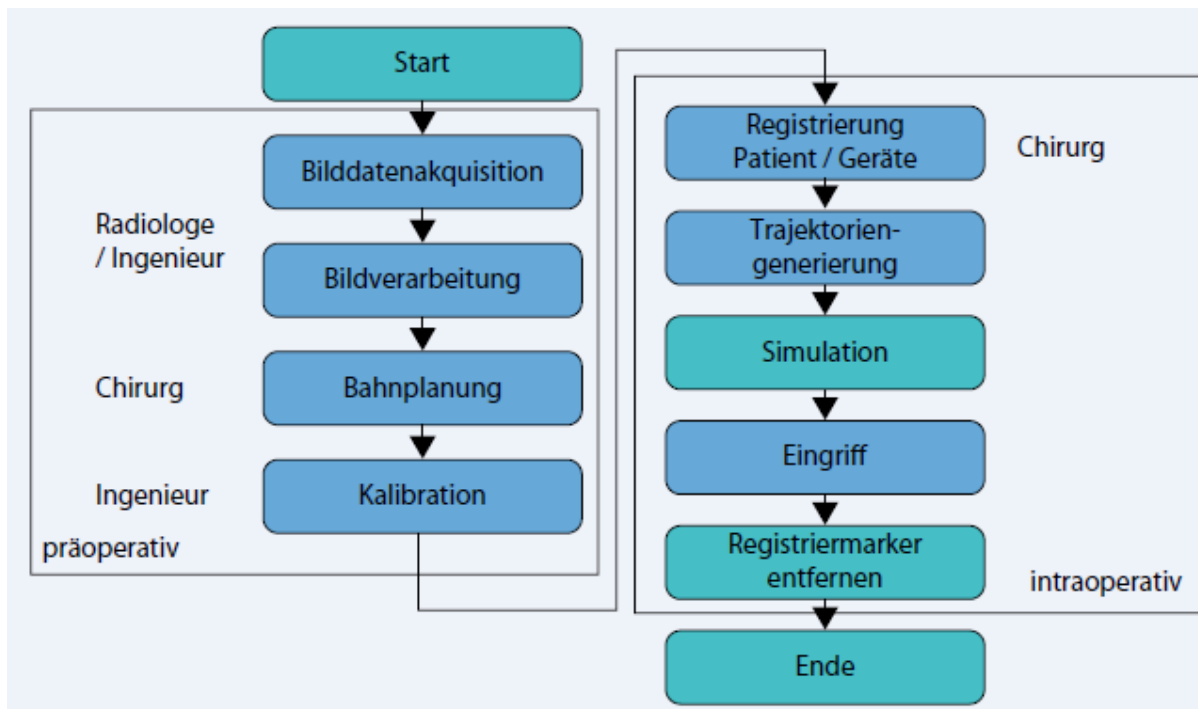 Start
Bilddatenakquisition
Radiologe
/ Ingenieur
Bildverarbeitung
Chirurg
Bahnplanung
Ingenieur
Kalibration
präoperativ
Registrierung
Patient / Geräte
Chirurg
Trajektorien-
generierung
Simulation
Eingriff
Registriermarker
entfernen
intraoperativ
Ende